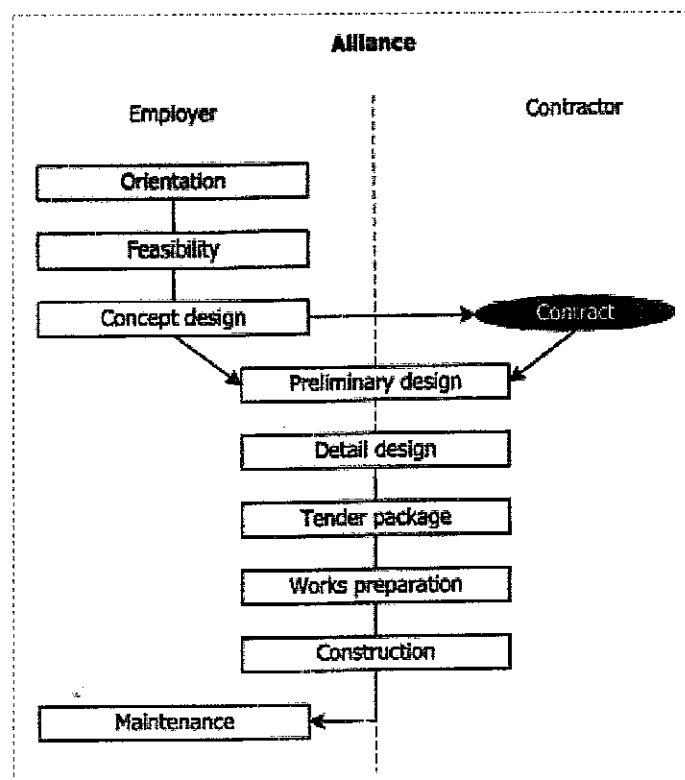 Alliance
Employer
Contractor
Orientation
Feasibility
Concept design
Contract
Preliminary design
Detail design
Tender package
Works preparation
Construction
Maintenance